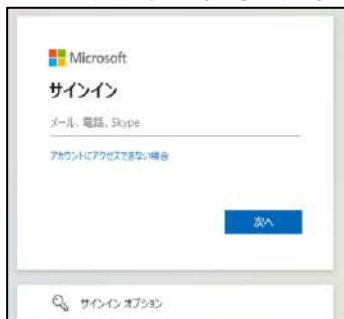 Microsoft
サインイン
メール、電話、Skype
アカウントにアクセスできない場合
次へ
サインイン オプション